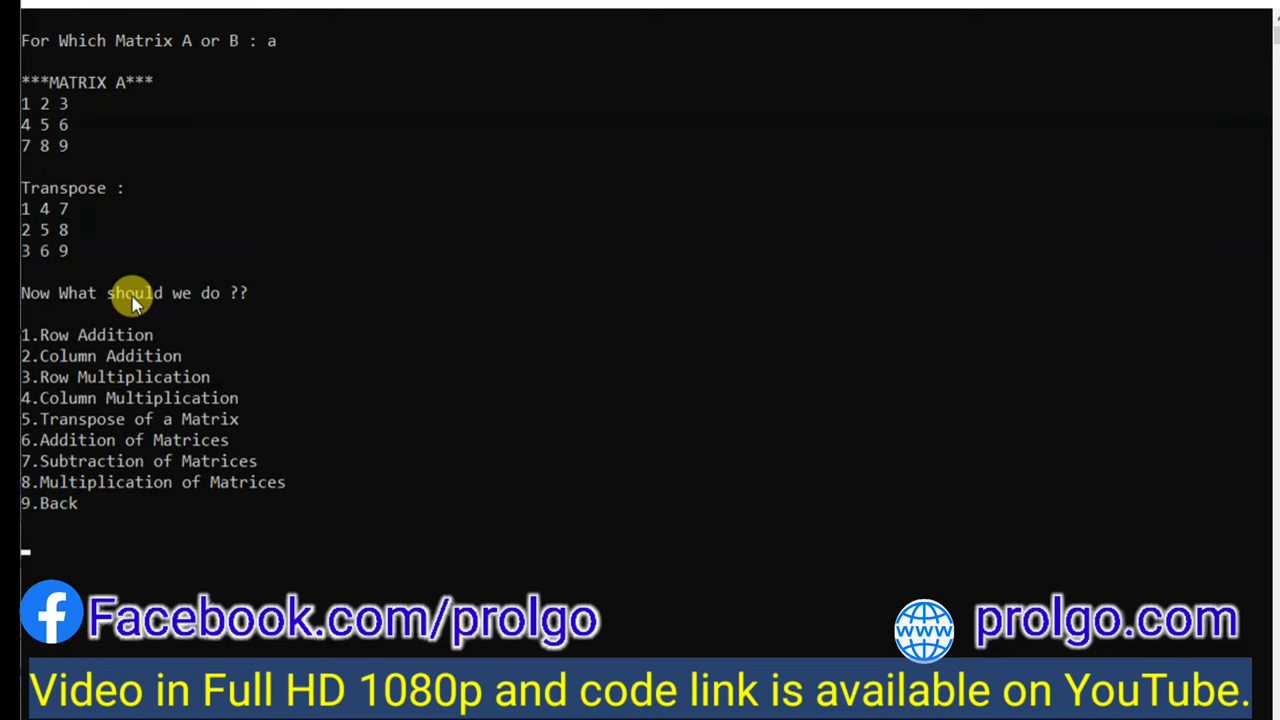 For Which Matrix A or B : a
***MATRIX A***
1 2 3
4 5 6
7 8 9
Transpose :
1 4 7
2 5 8
3 6 9
Now What should we do ??
1.Row Addition
2.Column Addition
3.Row Multiplication
4.Column Multiplication
5.Transpose of a Matrix
6.Addition of Matrices
7.Subtraction of Matrices
8.Multiplication of Matrices
9.Back
f Facebook.com/prolgo
www prolgo.com
Video in Full HD 1080p and code link is available on YouTube.